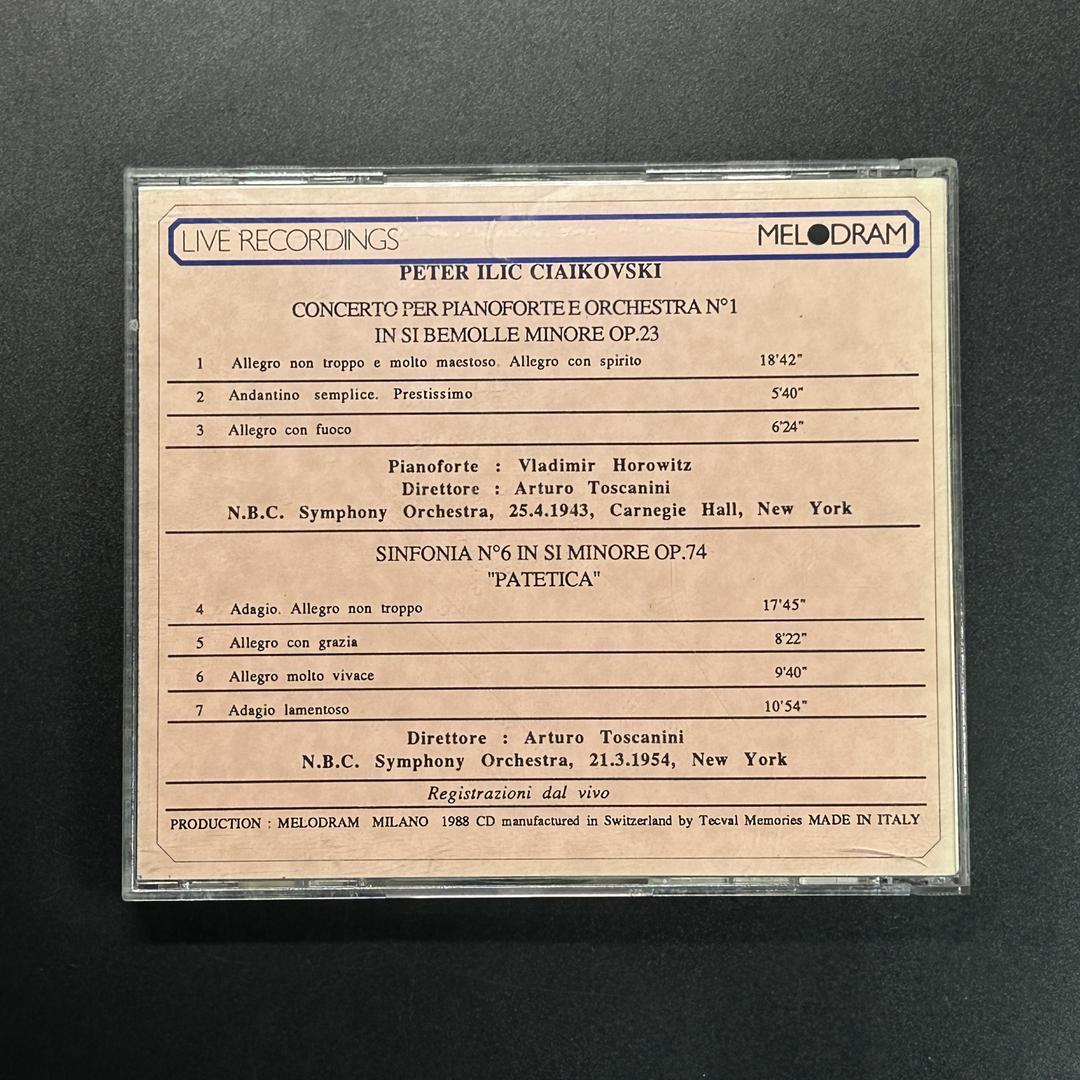 LIVE RECORDINGS MELODRAM
PETER ILIC CIAIKOVSKI
CONCERTO PER PIANOFORTE E ORCHESTRA N°1
IN SI BEMOLLE MINORE OP.23
1 Allegro non troppo e molto maestoso. Allegro con spirito 18'42"
2 Andantino semplice. Prestissimo 5'40"
3 Allegro con fuoco 6'24"
Pianoforte : Vladimir Horowitz
Direttore : Arturo Toscanini
N.B.C. Symphony Orchestra, 25.4.1943, Carnegie Hall, New York
SINFONIA N°6 IN SI MINORE OP.74
"PATETICA"
4 Adagio. Allegro non troppo 17'45"
5 Allegro con grazia 8'22"
6 Allegro molto vivace 9'40"
7 Adagio lamentoso 10'54"
Direttore : Arturo Toscanini
N.B.C. Symphony Orchestra, 21.3.1954, New York
Registrazioni dal vivo
PRODUCTION : MELODRAM MILANO 1988 CD manufactured in Switzerland by Tecval Memories MADE IN ITALY